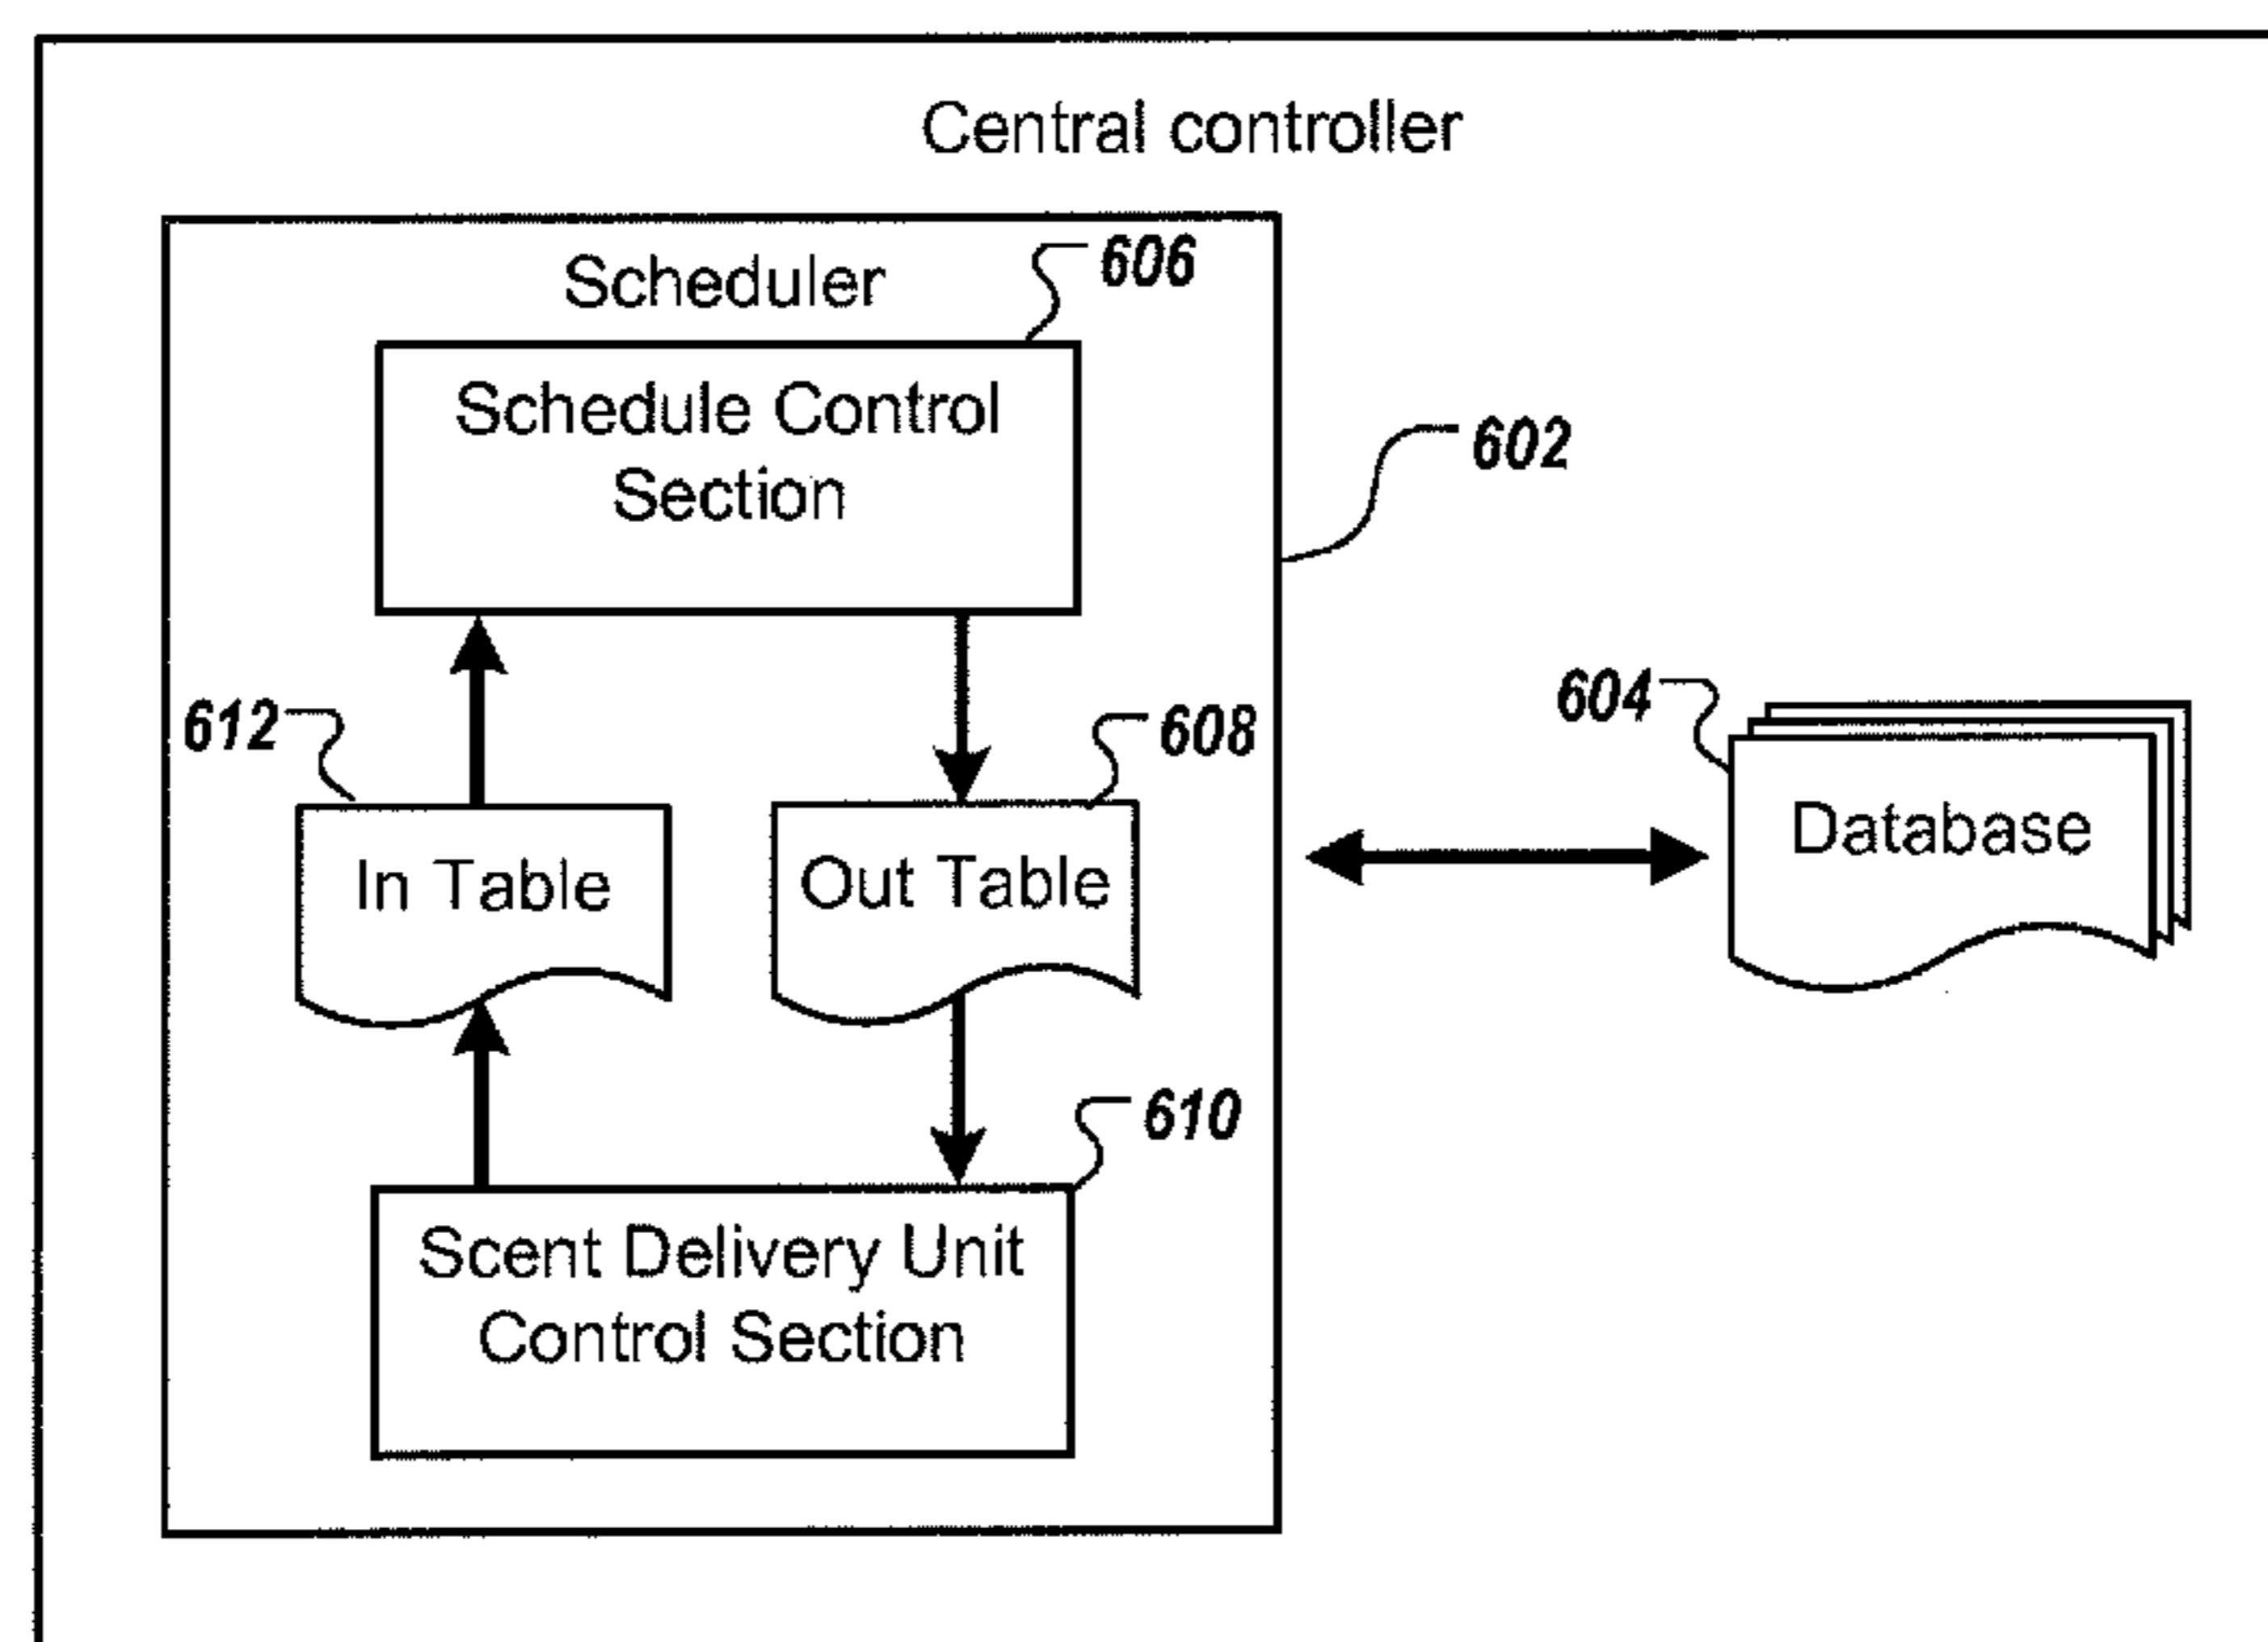 Central controller
Scheduler
606
Schedule Control
Section
602
612
608
604
In Table
Out Table
Database
610
Scent Delivery Unit
Control Section